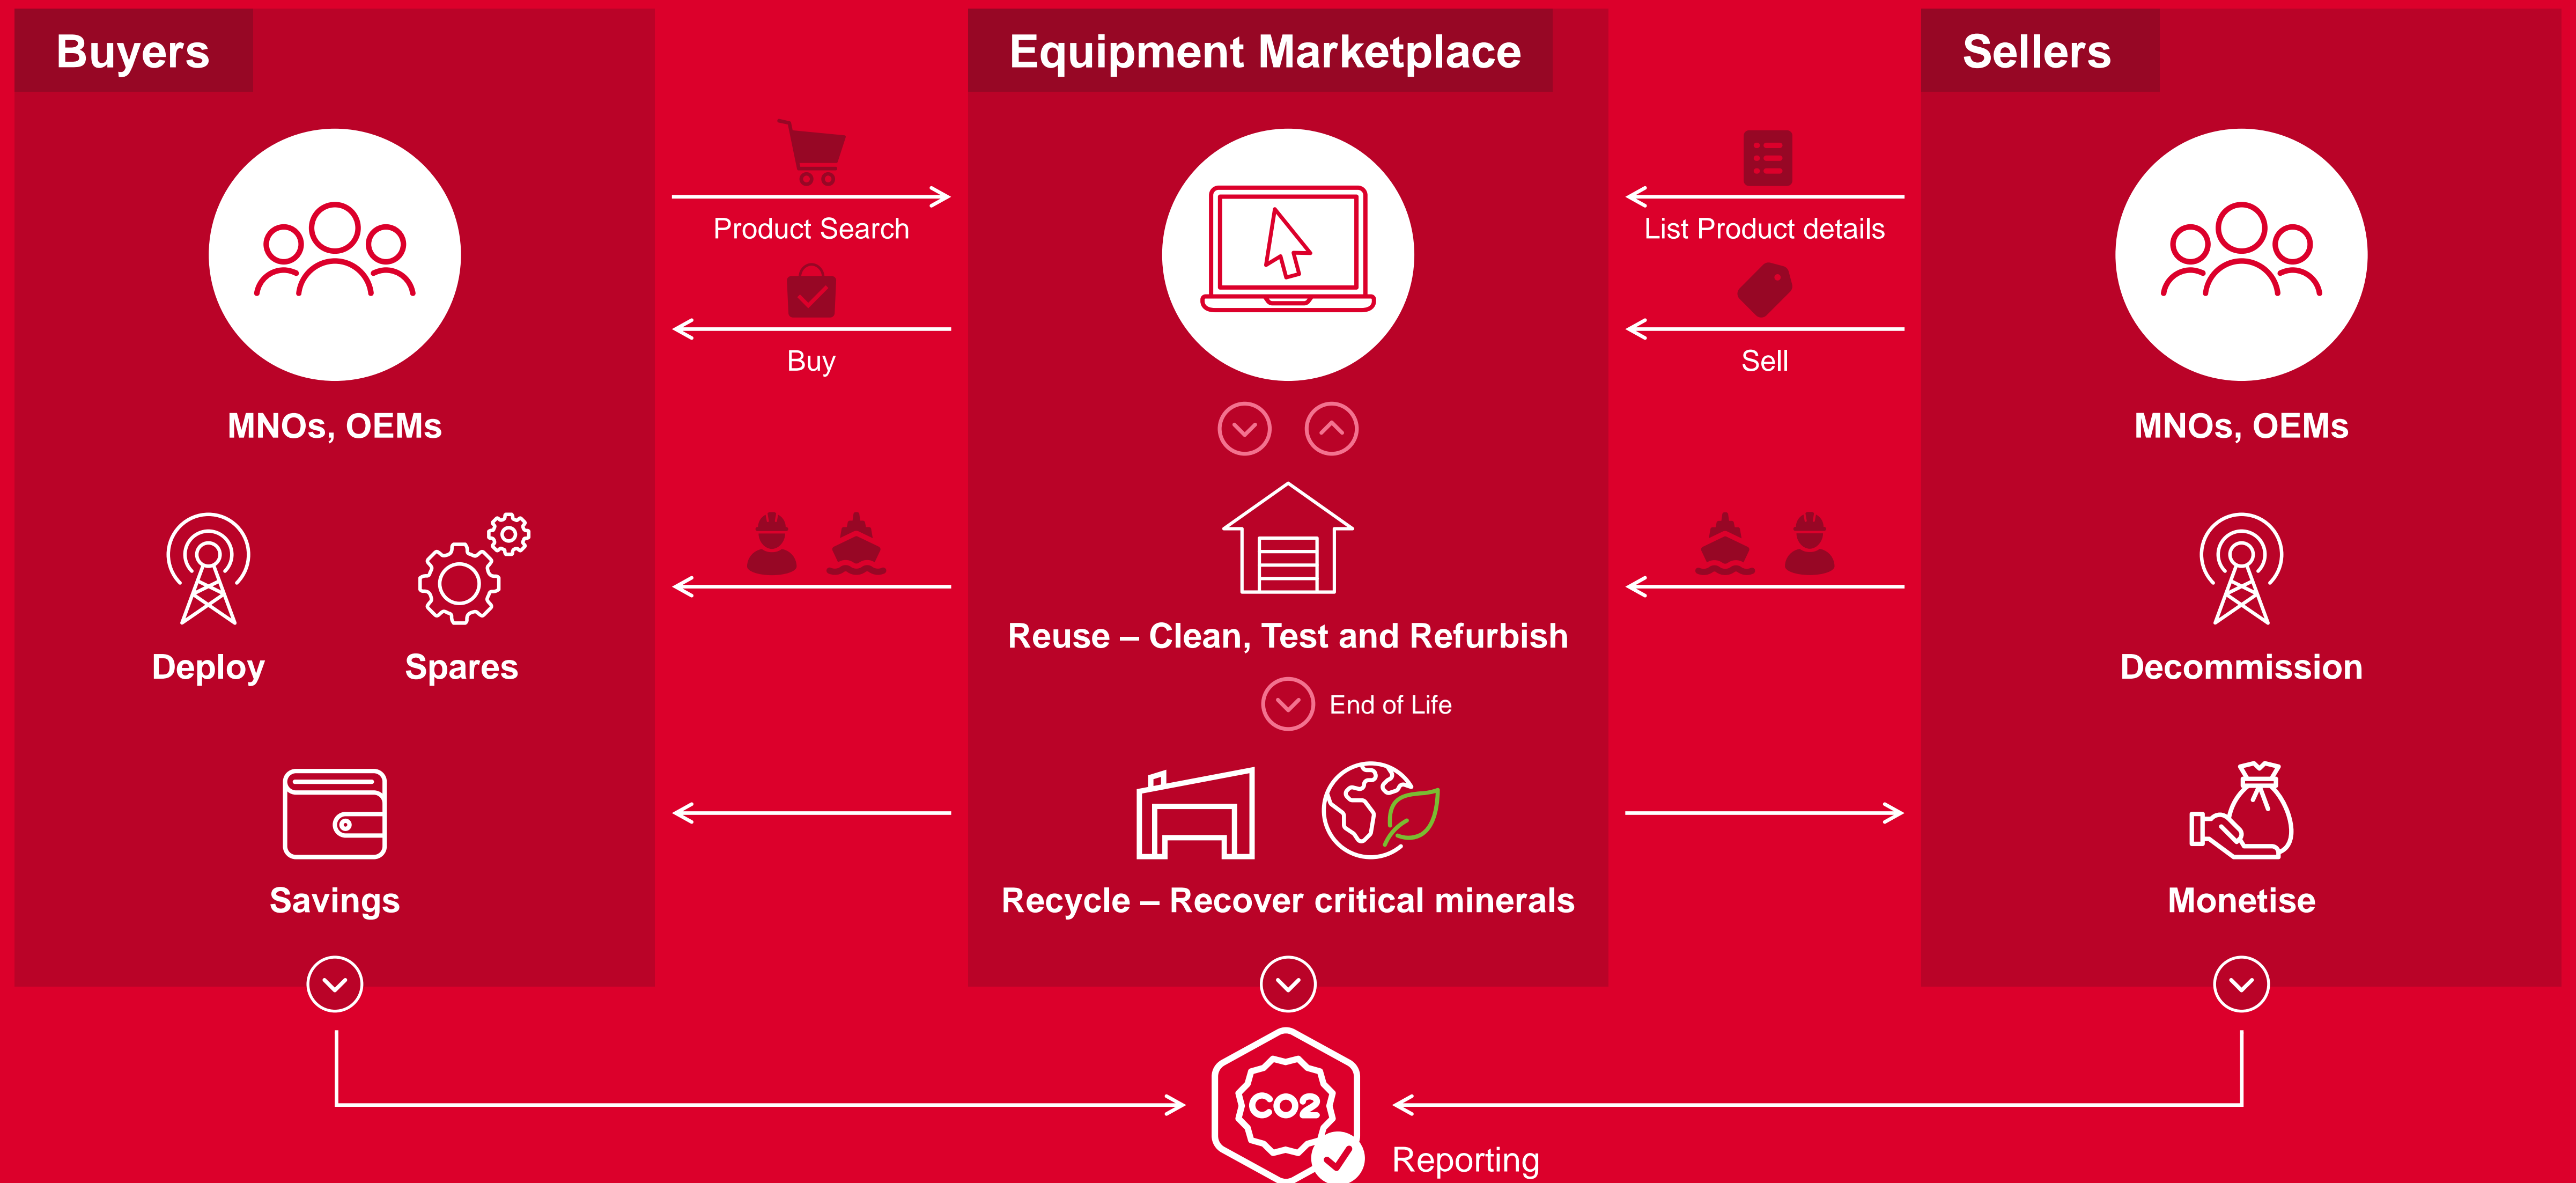 Buyers
Equipment Marketplace
Sellers
Product Search
List Product details
Buy
Sell
MNOs, OEMs
MNOs, OEMs
Reuse – Clean, Test and Refurbish
Deploy
Spares
Decommission
End of Life
Savings
Recycle – Recover critical minerals
Monetise
CO2
Reporting